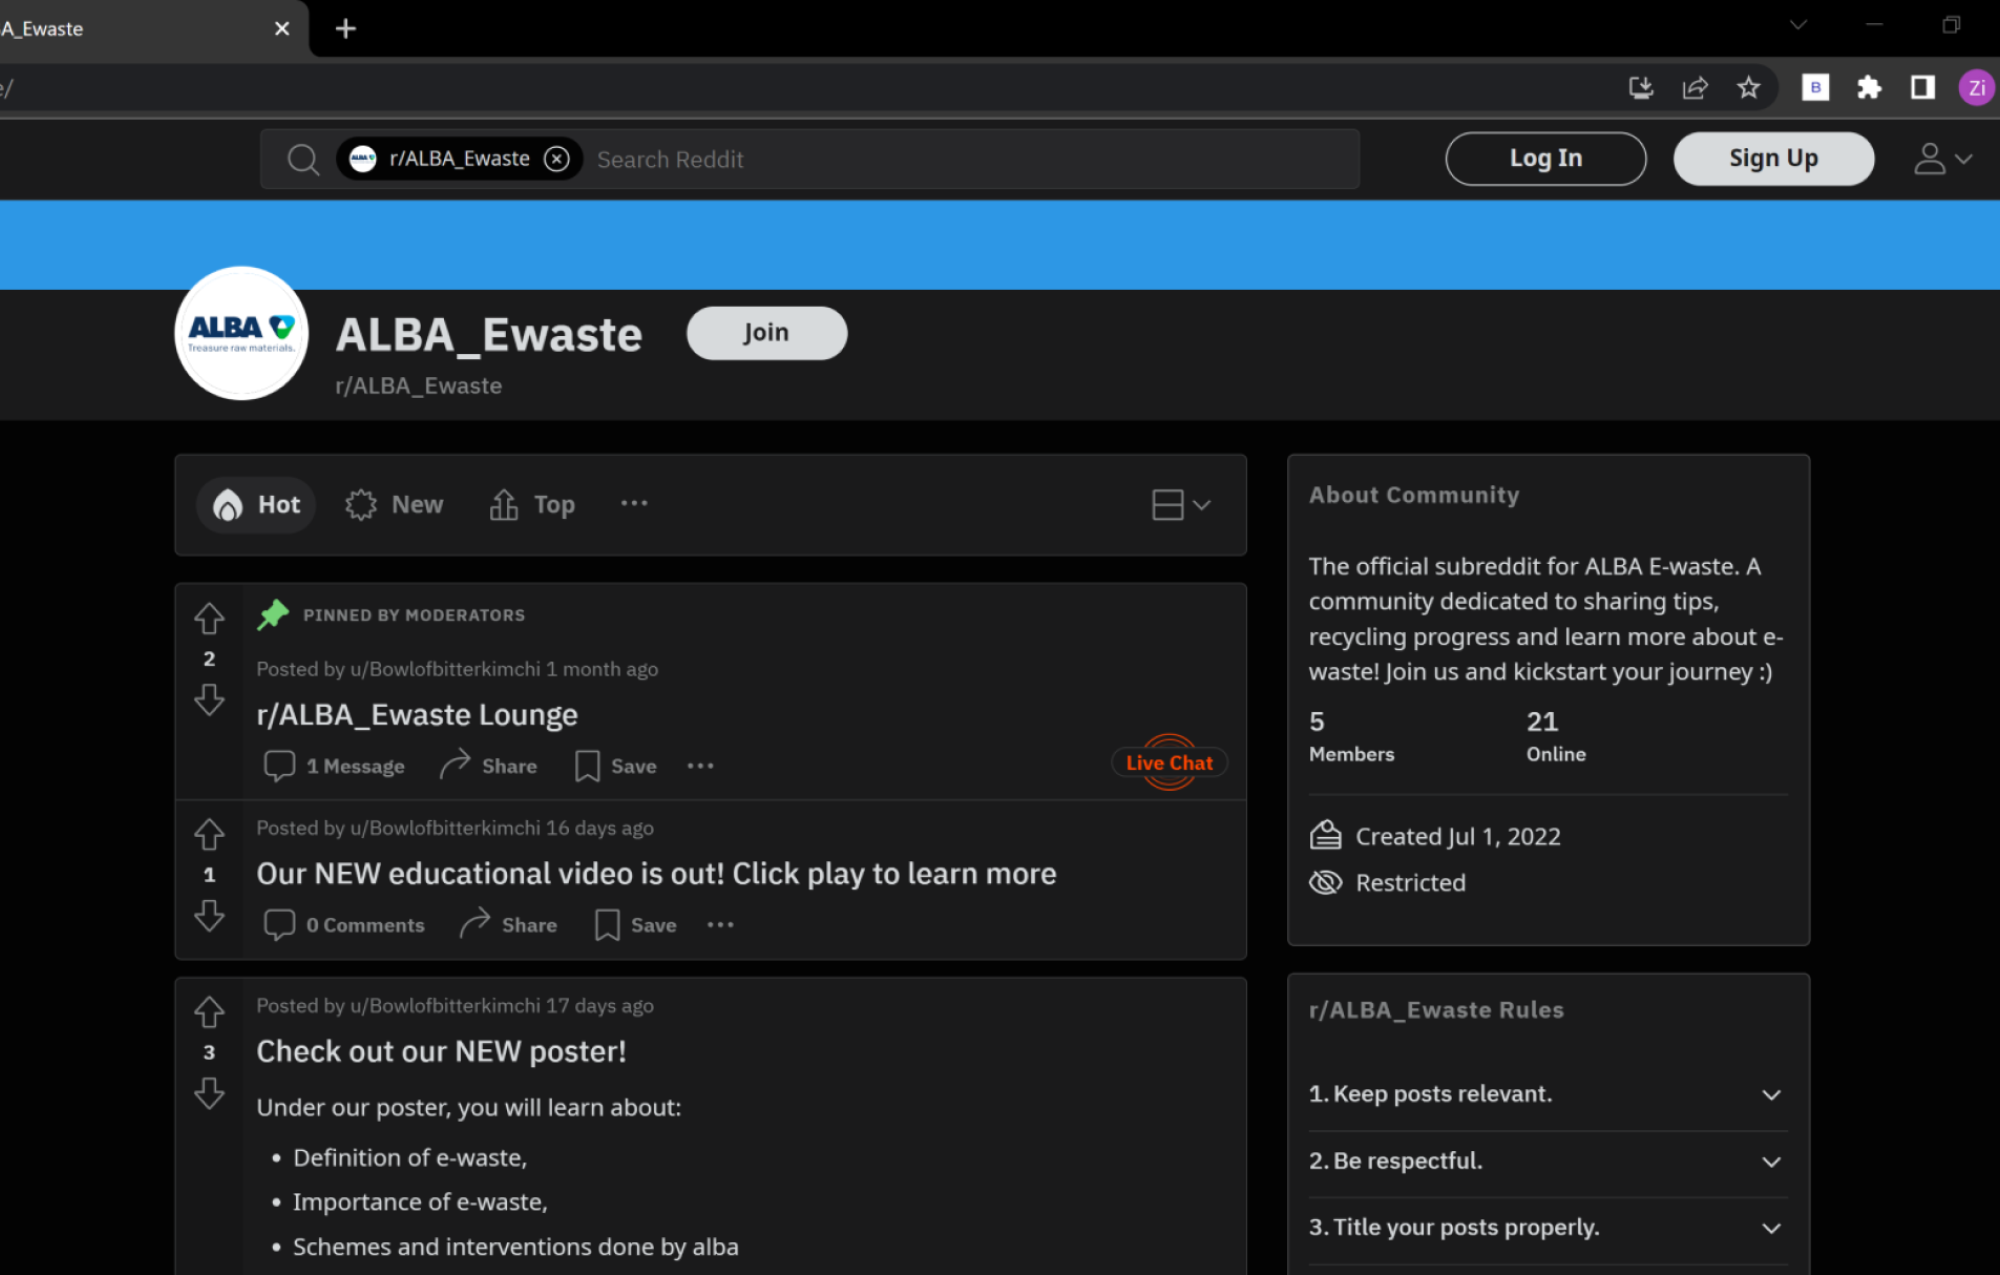 A_Ewaste
e/
B
Zi
r/ALBA_Ewaste
Search Reddit
Log In
Sign Up
ALBA
Treasure raw materials.
ALBA_Ewaste
Join
r/ALBA_Ewaste
Hot
New
Top
PINNED BY MODERATORS
2
Posted by u/Bowlofbitterkimchi 1 month ago
r/ALBA_Ewaste Lounge
1 Message
Share
Save
Live Chat
Posted by u/Bowlofbitterkimchi 16 days ago
1
Our NEW educational video is out! Click play to learn more
0 Comments
Share
Save
Posted by u/Bowlofbitterkimchi 17 days ago
3
Check out our NEW poster!
Under our poster, you will learn about:
• Definition of e-waste,
• Importance of e-waste,
• Schemes and interventions done by alba
About Community
The official subreddit for ALBA E-waste. A
community dedicated to sharing tips,
recycling progress and learn more about e-
waste! Join us and kickstart your journey :)
5
Members
21
Online
Created Jul 1, 2022
Restricted
r/ALBA_Ewaste Rules
1. Keep posts relevant.
2. Be respectful.
3. Title your posts properly.